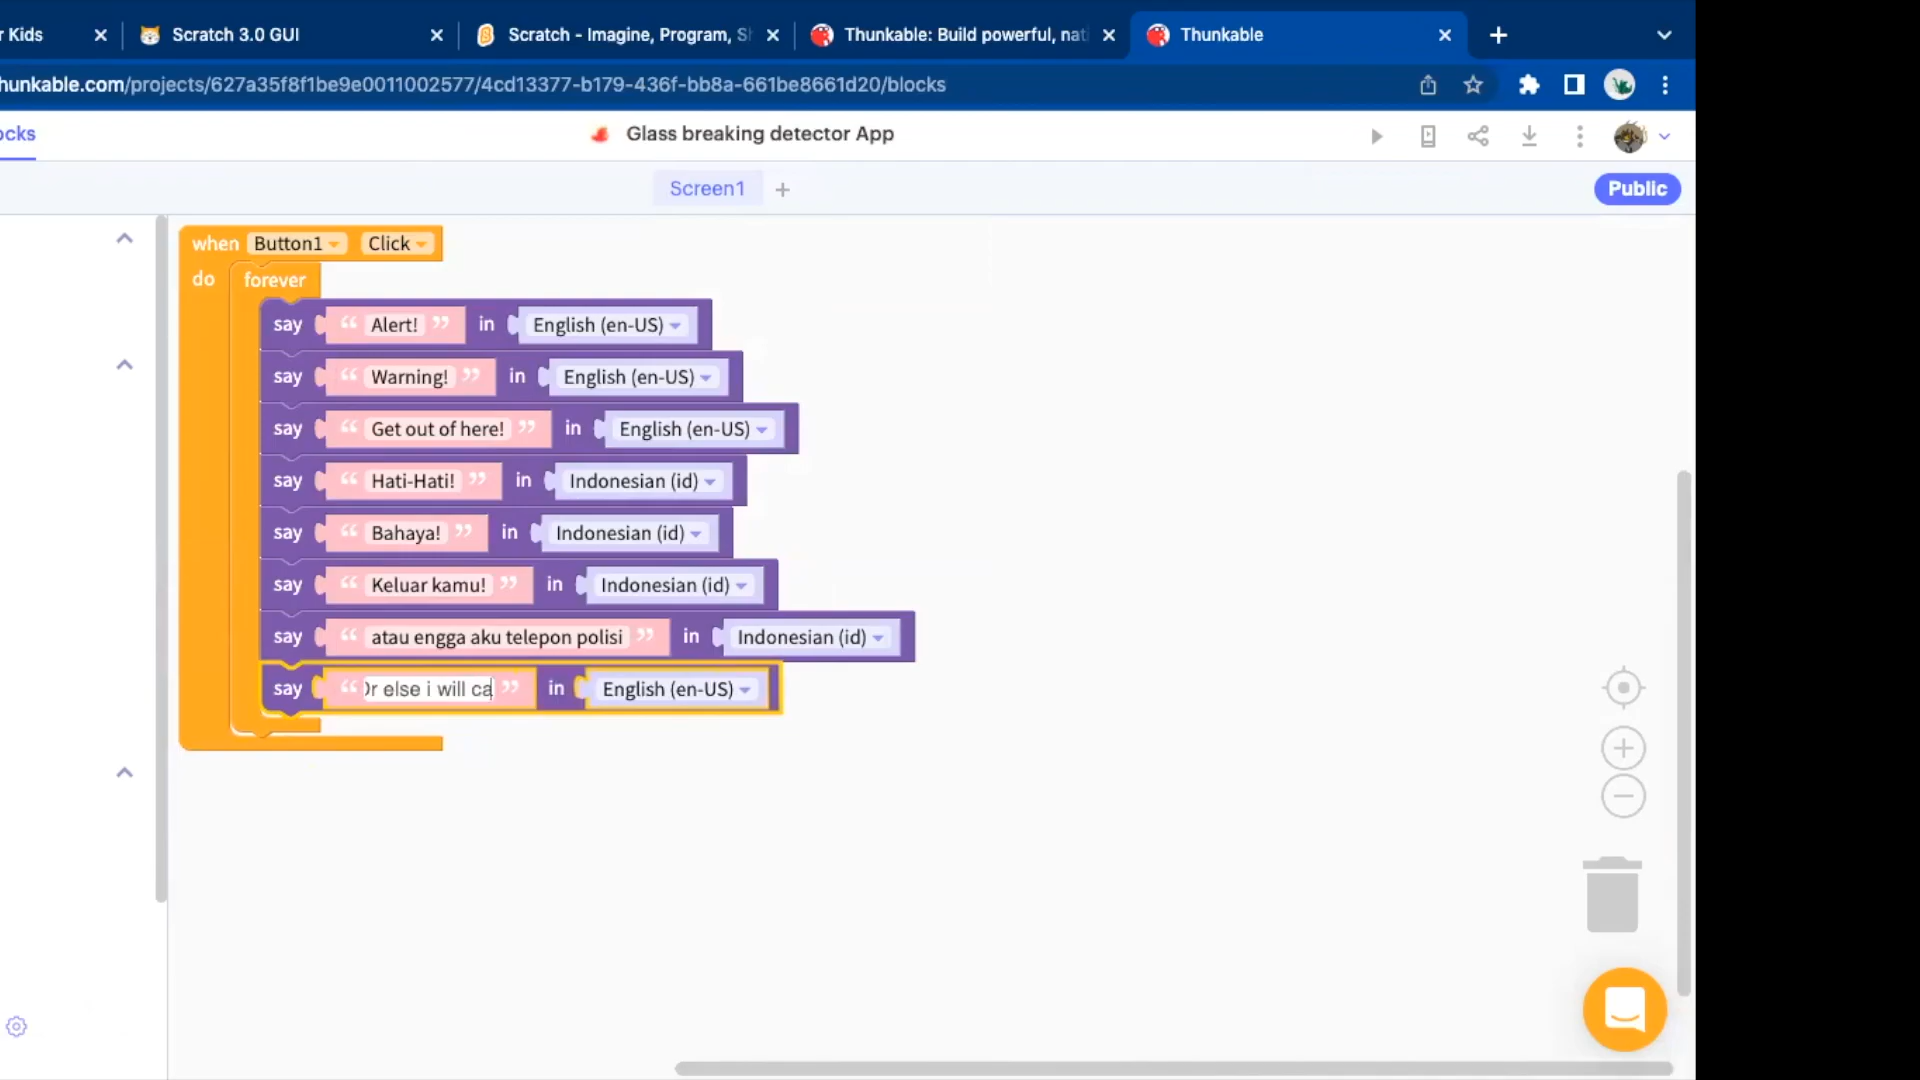 r Kids
Scratch 3.0 GUI
Scratch - Imagine, Program, S
Thunkable: Build powerful, nat
Thunkable
hunkable.com/projects/627a35f8f1be9e0011002577/4cd13377-b179-436f-bb8a-661be8661d20/blocks
ocks
Glass breaking detector App
Screen1 +
Public
when Button1 Click
do forever
say “ Alert! ” in English (en-US)
say “ Warning! ” in English (en-US)
say “ Get out of here! ” in English (en-US)
say “ Hati-Hati! ” in Indonesian (id)
say “ Bahaya! ” in Indonesian (id)
say “ Keluar kamu! ” in Indonesian (id)
say “ atau engga aku telepon polisi ” in Indonesian (id)
say “ Or else i will ca ” in English (en-US)